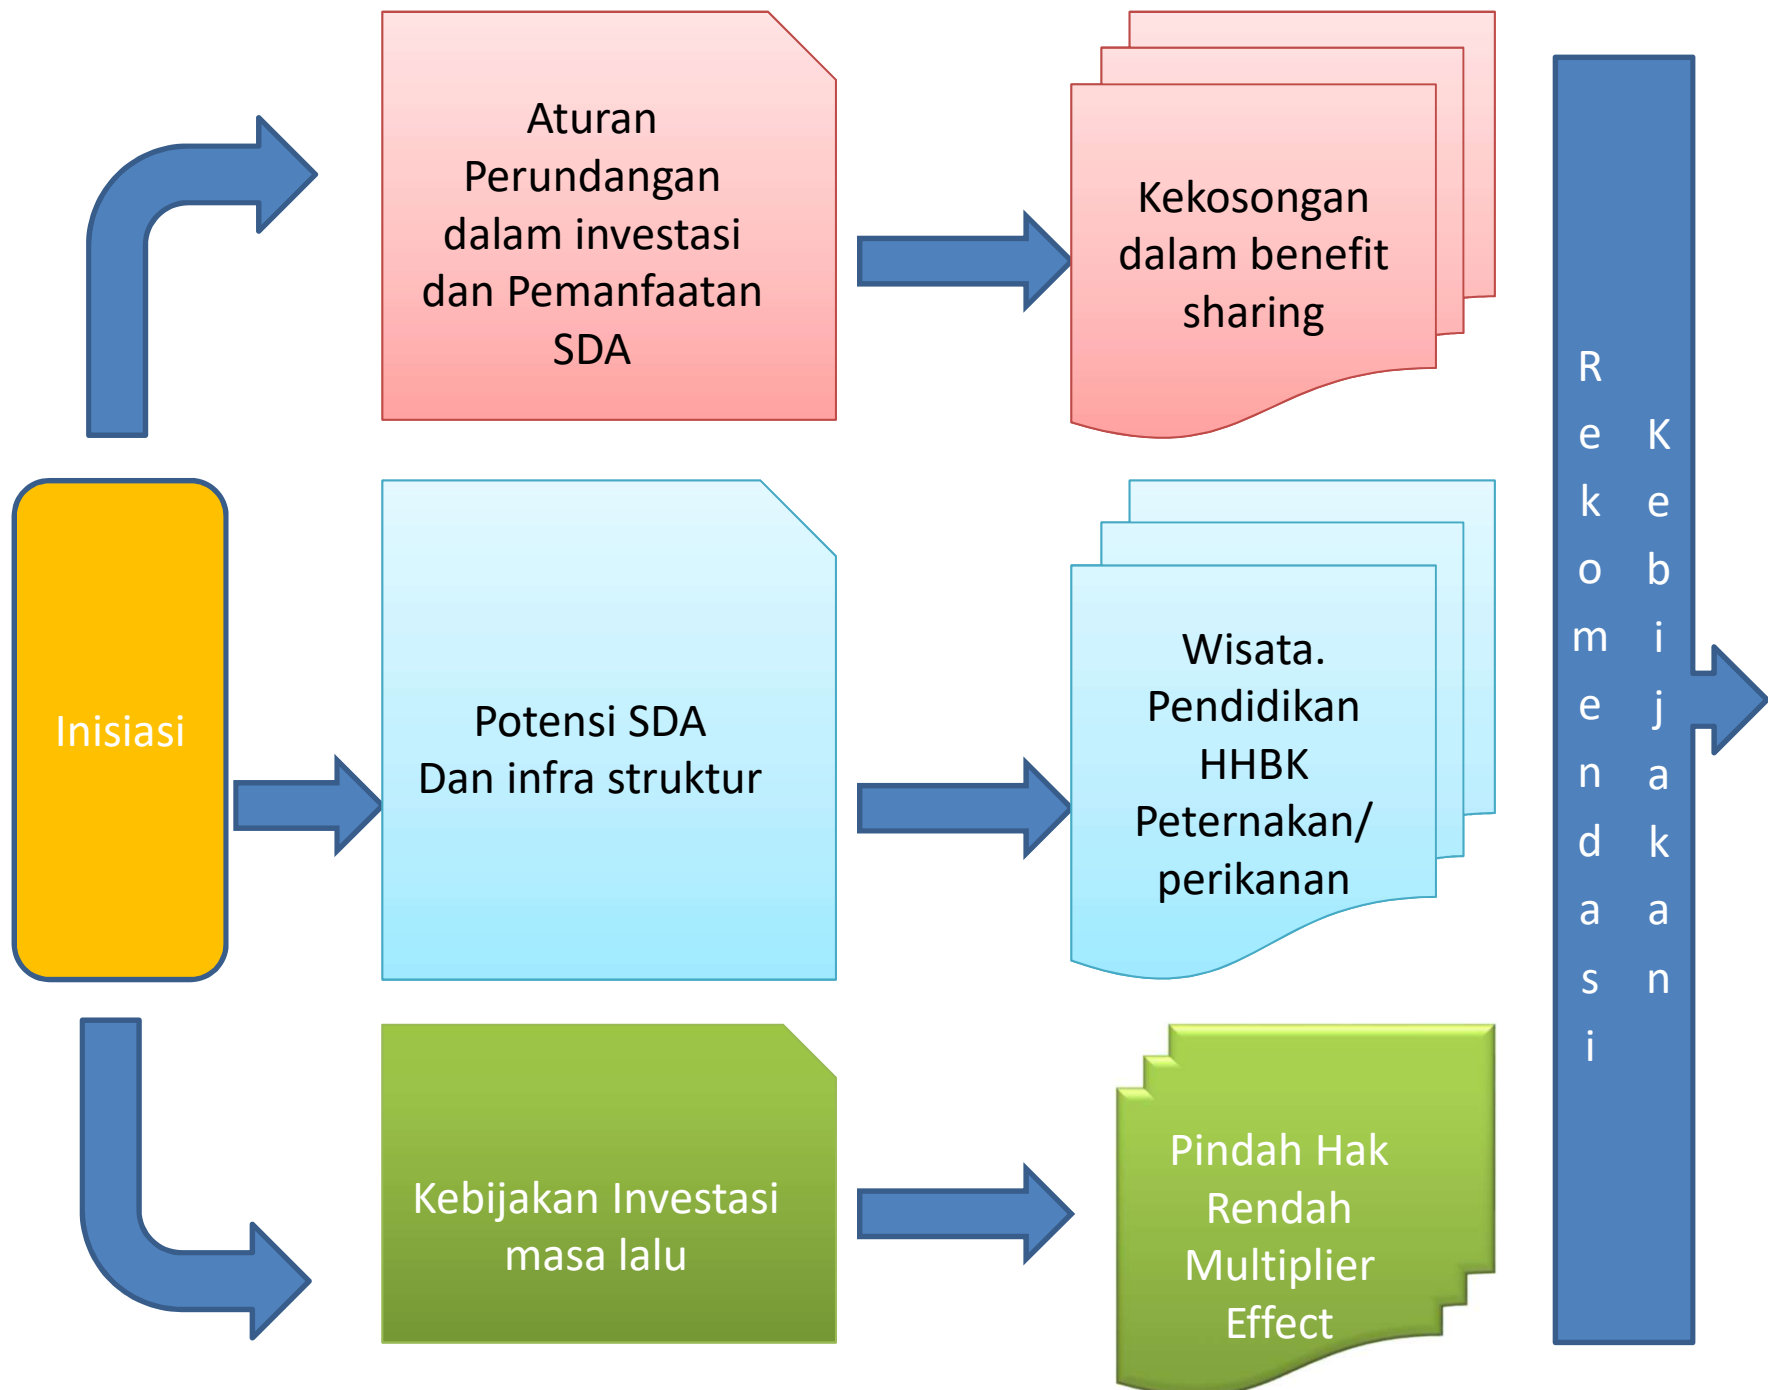 Inisiasi
Aturan
Perundangan
dalam investasi
dan Pemanfaatan
SDA
Kekosongan
dalam benefit
sharing
Potensi SDA
Dan infra struktur
Wisata.
Pendidikan
HHBK
Peternakan/
perikanan
Kebijakan Investasi
masa lalu
Pindah Hak
Rendah
Multiplier
Effect
Rekomendasi
Kebijakan